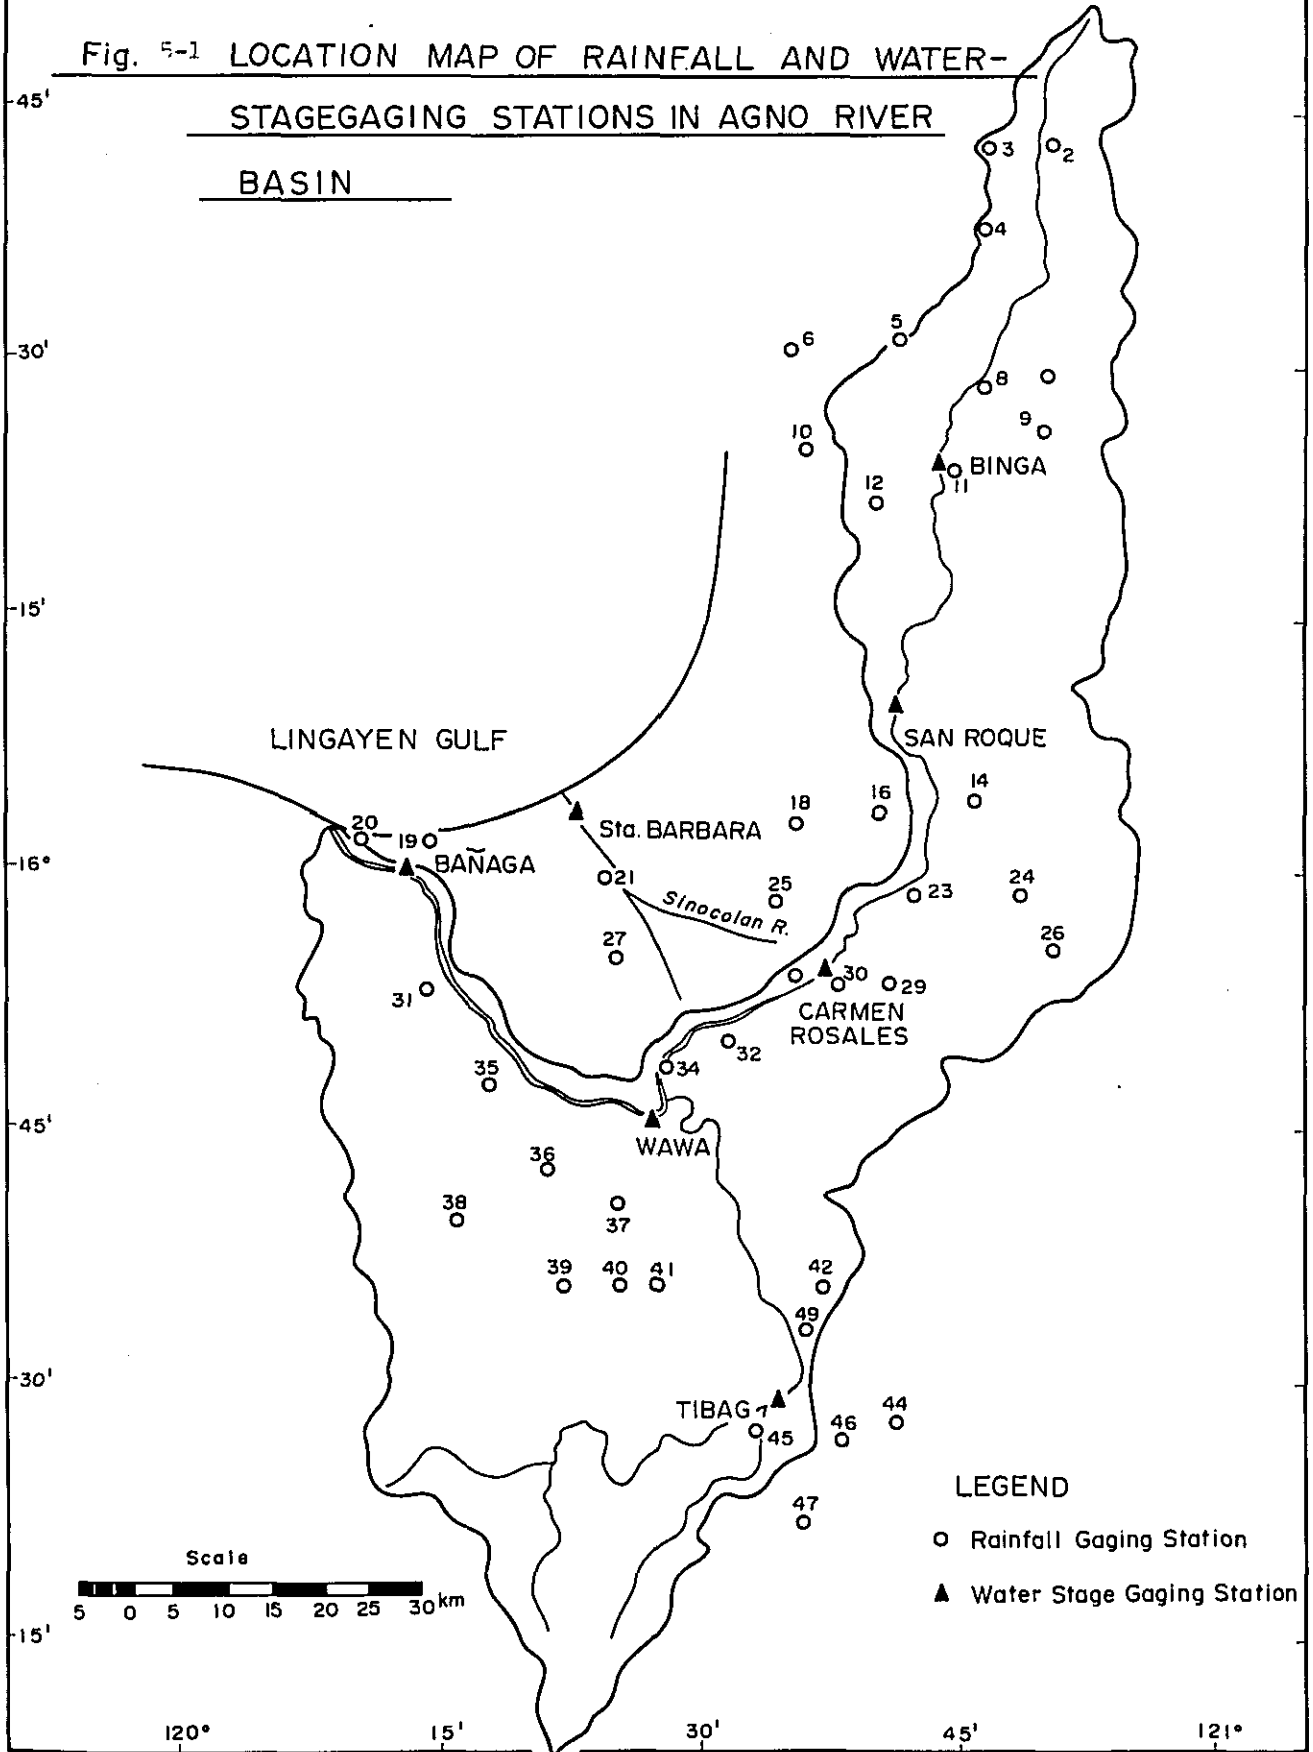 Fig. 5-1 LOCATION MAP OF RAINFALL AND WATER-
STAGEGAGING STATIONS IN AGNO RIVER
BASIN
45'
3
2
4
5
6
30'
8
9
10
BINGA
11
12
15'
LINGAYEN GULF
SAN ROQUE
14
16
18
Sta. BARBARA
20
19
16°
BAÑAGA
21
25
23
24
Sinocolan R.
26
27
30
29
31
CARMEN
ROSALES
32
34
35
45'
WAWA
36
38
37
39
40
41
42
49
30'
TIBAG
45
46
44
47
LEGEND
Rainfall Gaging Station
Water Stage Gaging Station
Scale
5 0 5 10 15 20 25 30 km
15'
120°
15'
30'
45'
121°